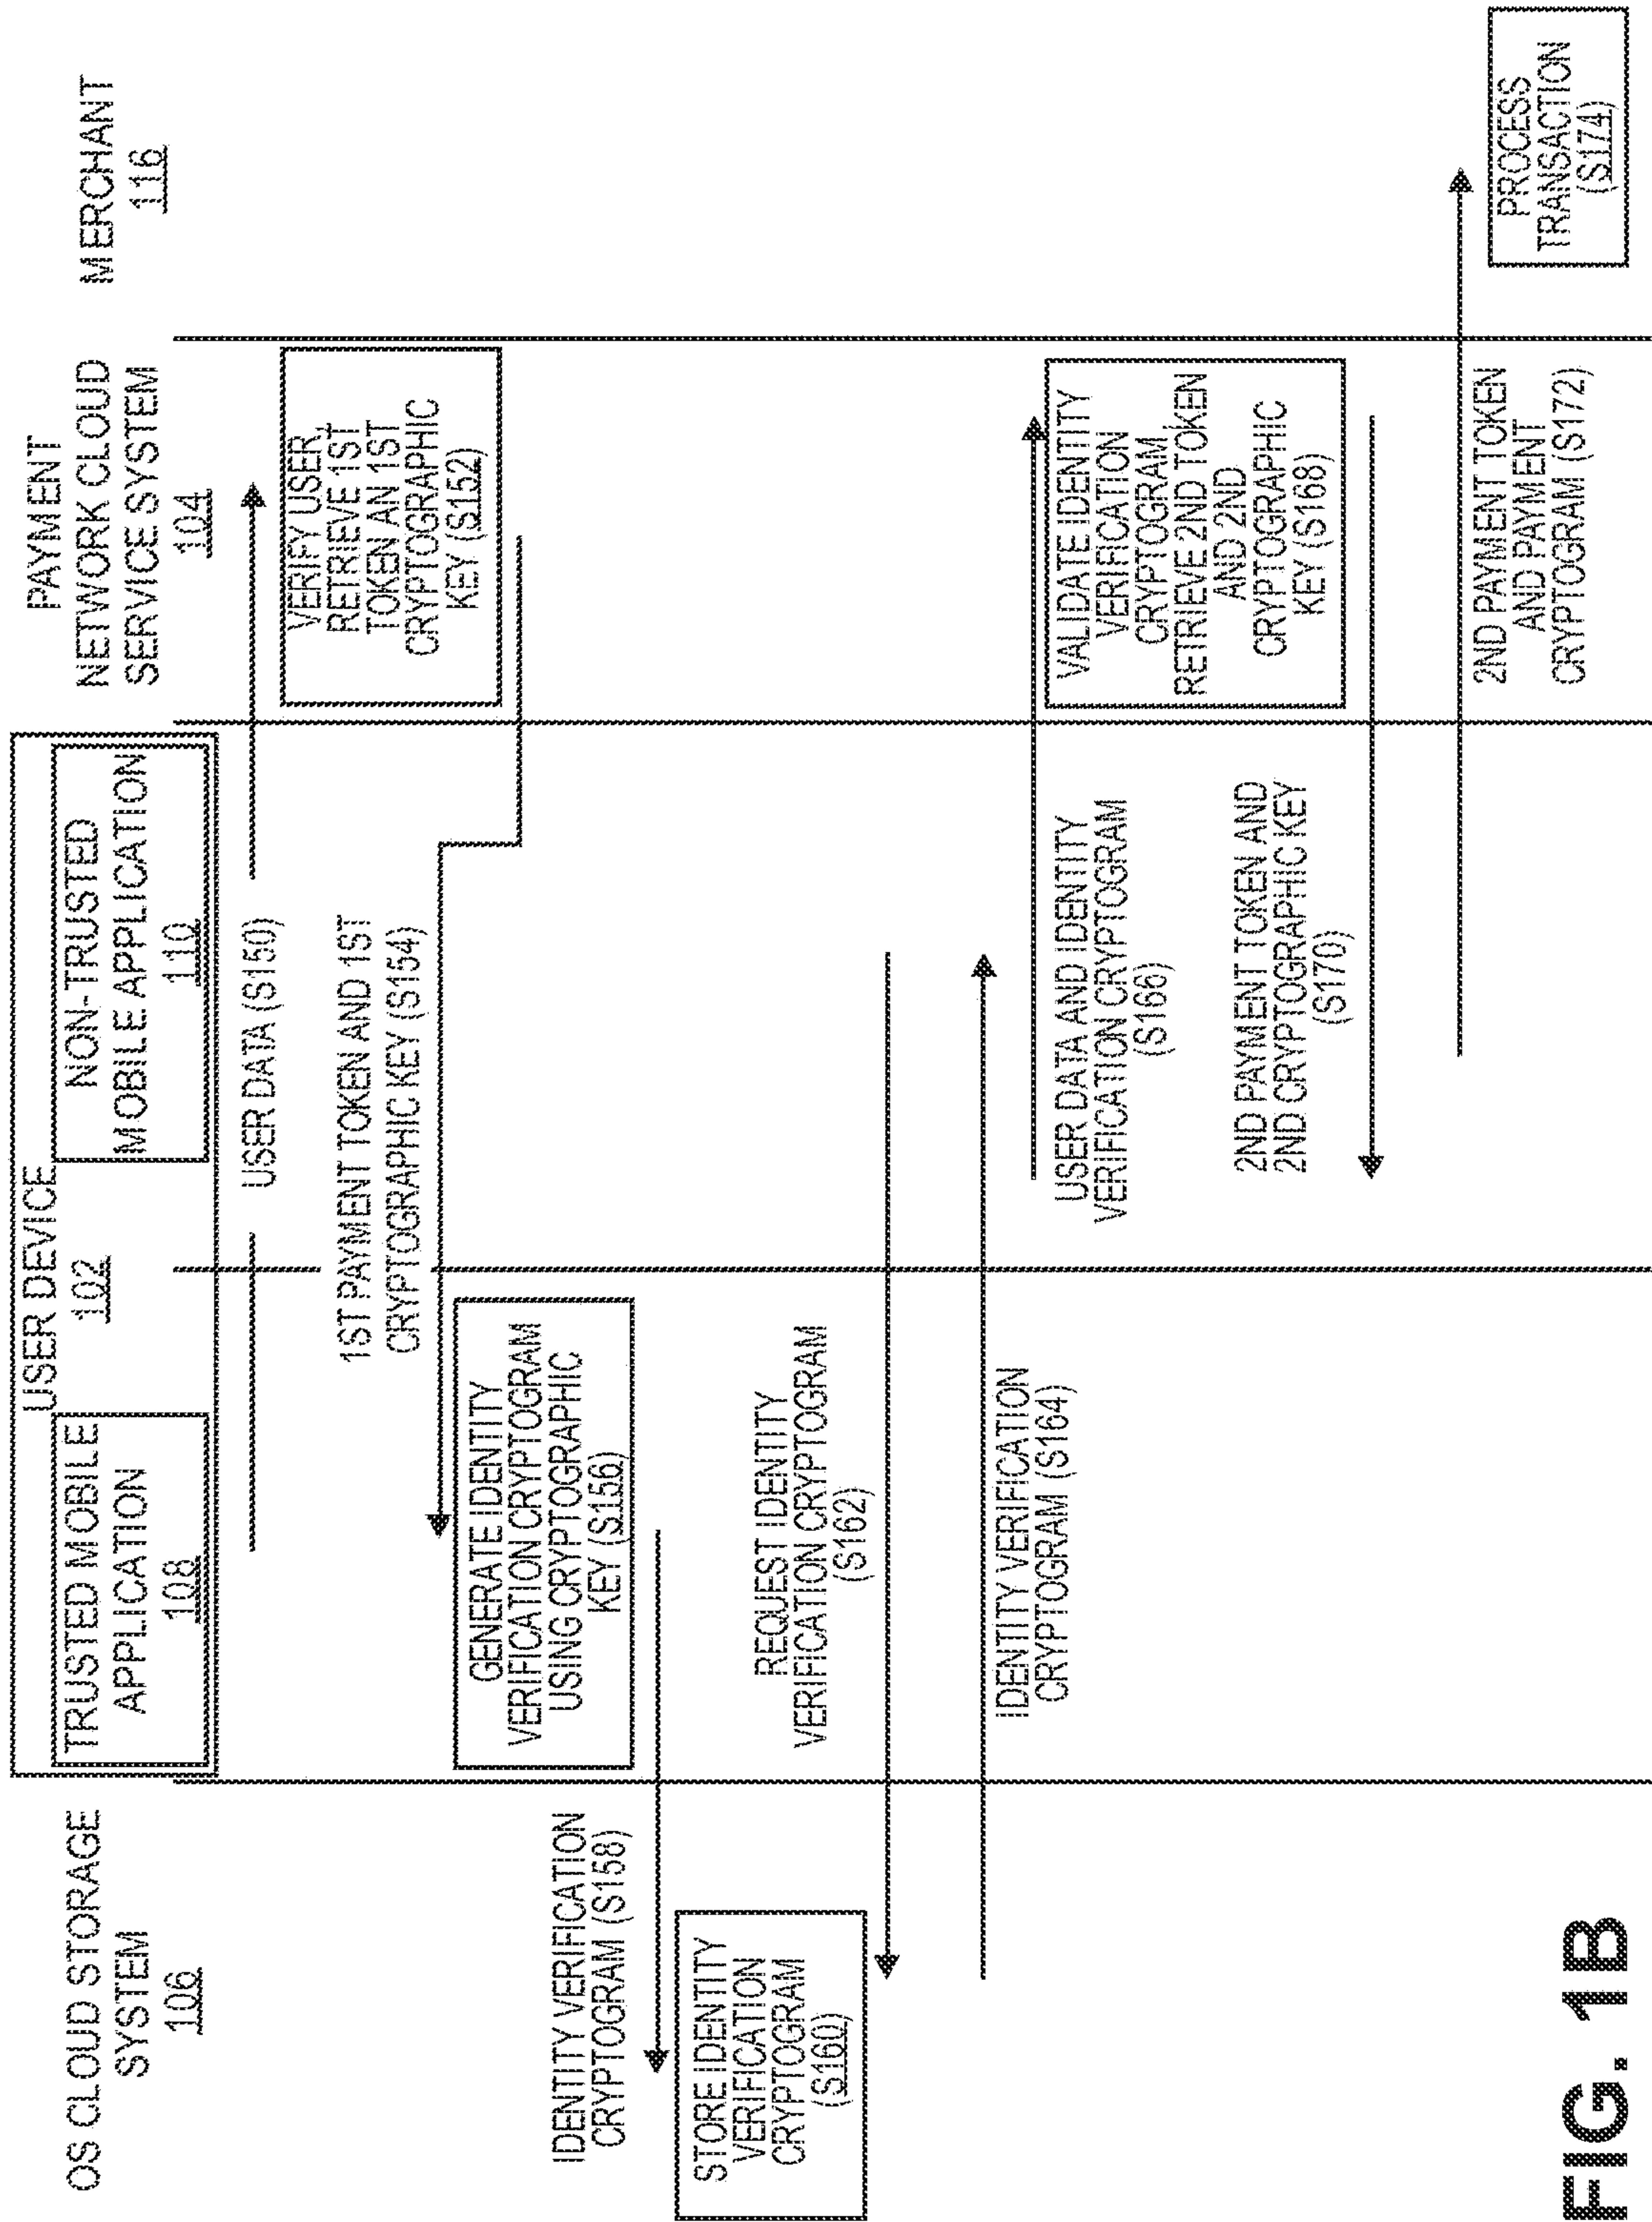 OS CLOUD STORAGE
SYSTEM
106
USER DEVICE
102
TRUSTED MOBILE
APPLICATION
108
NON-TRUSTED
MOBILE APPLICATION
110
PAYMENT
NETWORK CLOUD
SERVICE SYSTEM
104
MERCHANT
116
USER DATA (S150)
VERIFY USER,
RETRIEVE 1ST
TOKEN AN 1ST
CRYPTOGRAPHIC
KEY (S152)
1ST PAYMENT TOKEN AND 1ST
CRYPTOGRAPHIC KEY (S154)
GENERATE IDENTITY
VERIFICATION CRYPTOGRAM
USING CRYPTOGRAPHIC
KEY (S156)
IDENTITY VERIFICATION
CRYPTOGRAM (S158)
STORE IDENTITY
VERIFICATION
CRYPTOGRAM
(S160)
REQUEST IDENTITY
VERIFICATION CRYPTOGRAM
(S162)
IDENTITY VERIFICATION
CRYPTOGRAM (S164)
USER DATA AND IDENTITY
VERIFICATION CRYPTOGRAM
(S166)
VALIDATE IDENTITY
VERIFICATION
CRYPTOGRAM,
RETRIEVE 2ND TOKEN
AND 2ND
CRYPTOGRAPHIC
KEY (S168)
2ND PAYMENT TOKEN AND
2ND CRYPTOGRAPHIC KEY
(S170)
2ND PAYMENT TOKEN
AND PAYMENT
CRYPTOGRAM (S172)
PROCESS
TRANSACTION
(S174)
FIG. 1B